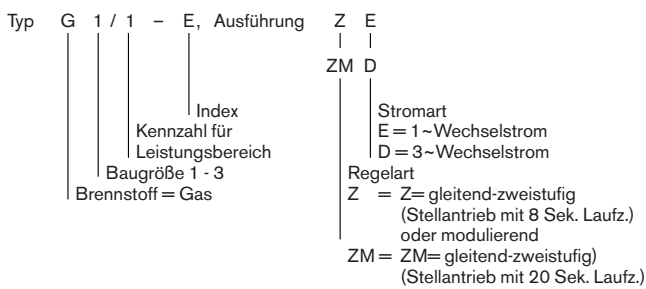 Typ G 1 / 1 – E, Ausführung Z E
ZM D
Index
Kennzahl für
Leistungsbereich
Baugröße 1 - 3
Brennstoff = Gas
Stromart
E = 1~Wechselstrom
D = 3~Wechselstrom
Regelart
Z = Z= gleitend-zweistufig
(Stellantrieb mit 8 Sek. Laufz.)
oder modulierend
ZM = ZM= gleitend-zweistufig)
(Stellantrieb mit 20 Sek. Laufz.)